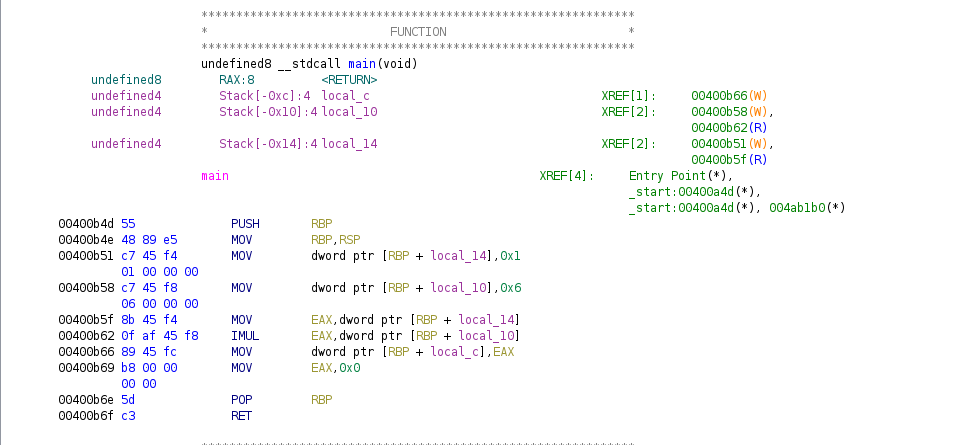 **************************************************************
* FUNCTION *
**************************************************************
undefined8 __stdcall main(void)
undefined8 RAX:8 <RETURN>
undefined4 Stack[-0xc]:4 local_c XREF[1]: 00400b66(W)
undefined4 Stack[-0x10]:4 local_10 XREF[2]: 00400b58(W),
00400b62(R)
undefined4 Stack[-0x14]:4 local_14 XREF[2]: 00400b51(W),
00400b5f(R)
main XREF[4]: Entry Point(*),
_start:00400a4d(*),
_start:00400a4d(*), 004ab1b0(*)
00400b4d 55 PUSH RBP
00400b4e 48 89 e5 MOV RBP,RSP
00400b51 c7 45 f4 MOV dword ptr [RBP + local_14],0x1
01 00 00 00
00400b58 c7 45 f8 MOV dword ptr [RBP + local_10],0x6
06 00 00 00
00400b5f 8b 45 f4 MOV EAX,dword ptr [RBP + local_14]
00400b62 0f af 45 f8 IMUL EAX,dword ptr [RBP + local_10]
00400b66 89 45 fc MOV dword ptr [RBP + local_c],EAX
00400b69 b8 00 00 MOV EAX,0x0
00 00
00400b6e 5d POP RBP
00400b6f c3 RET
**************************************************************